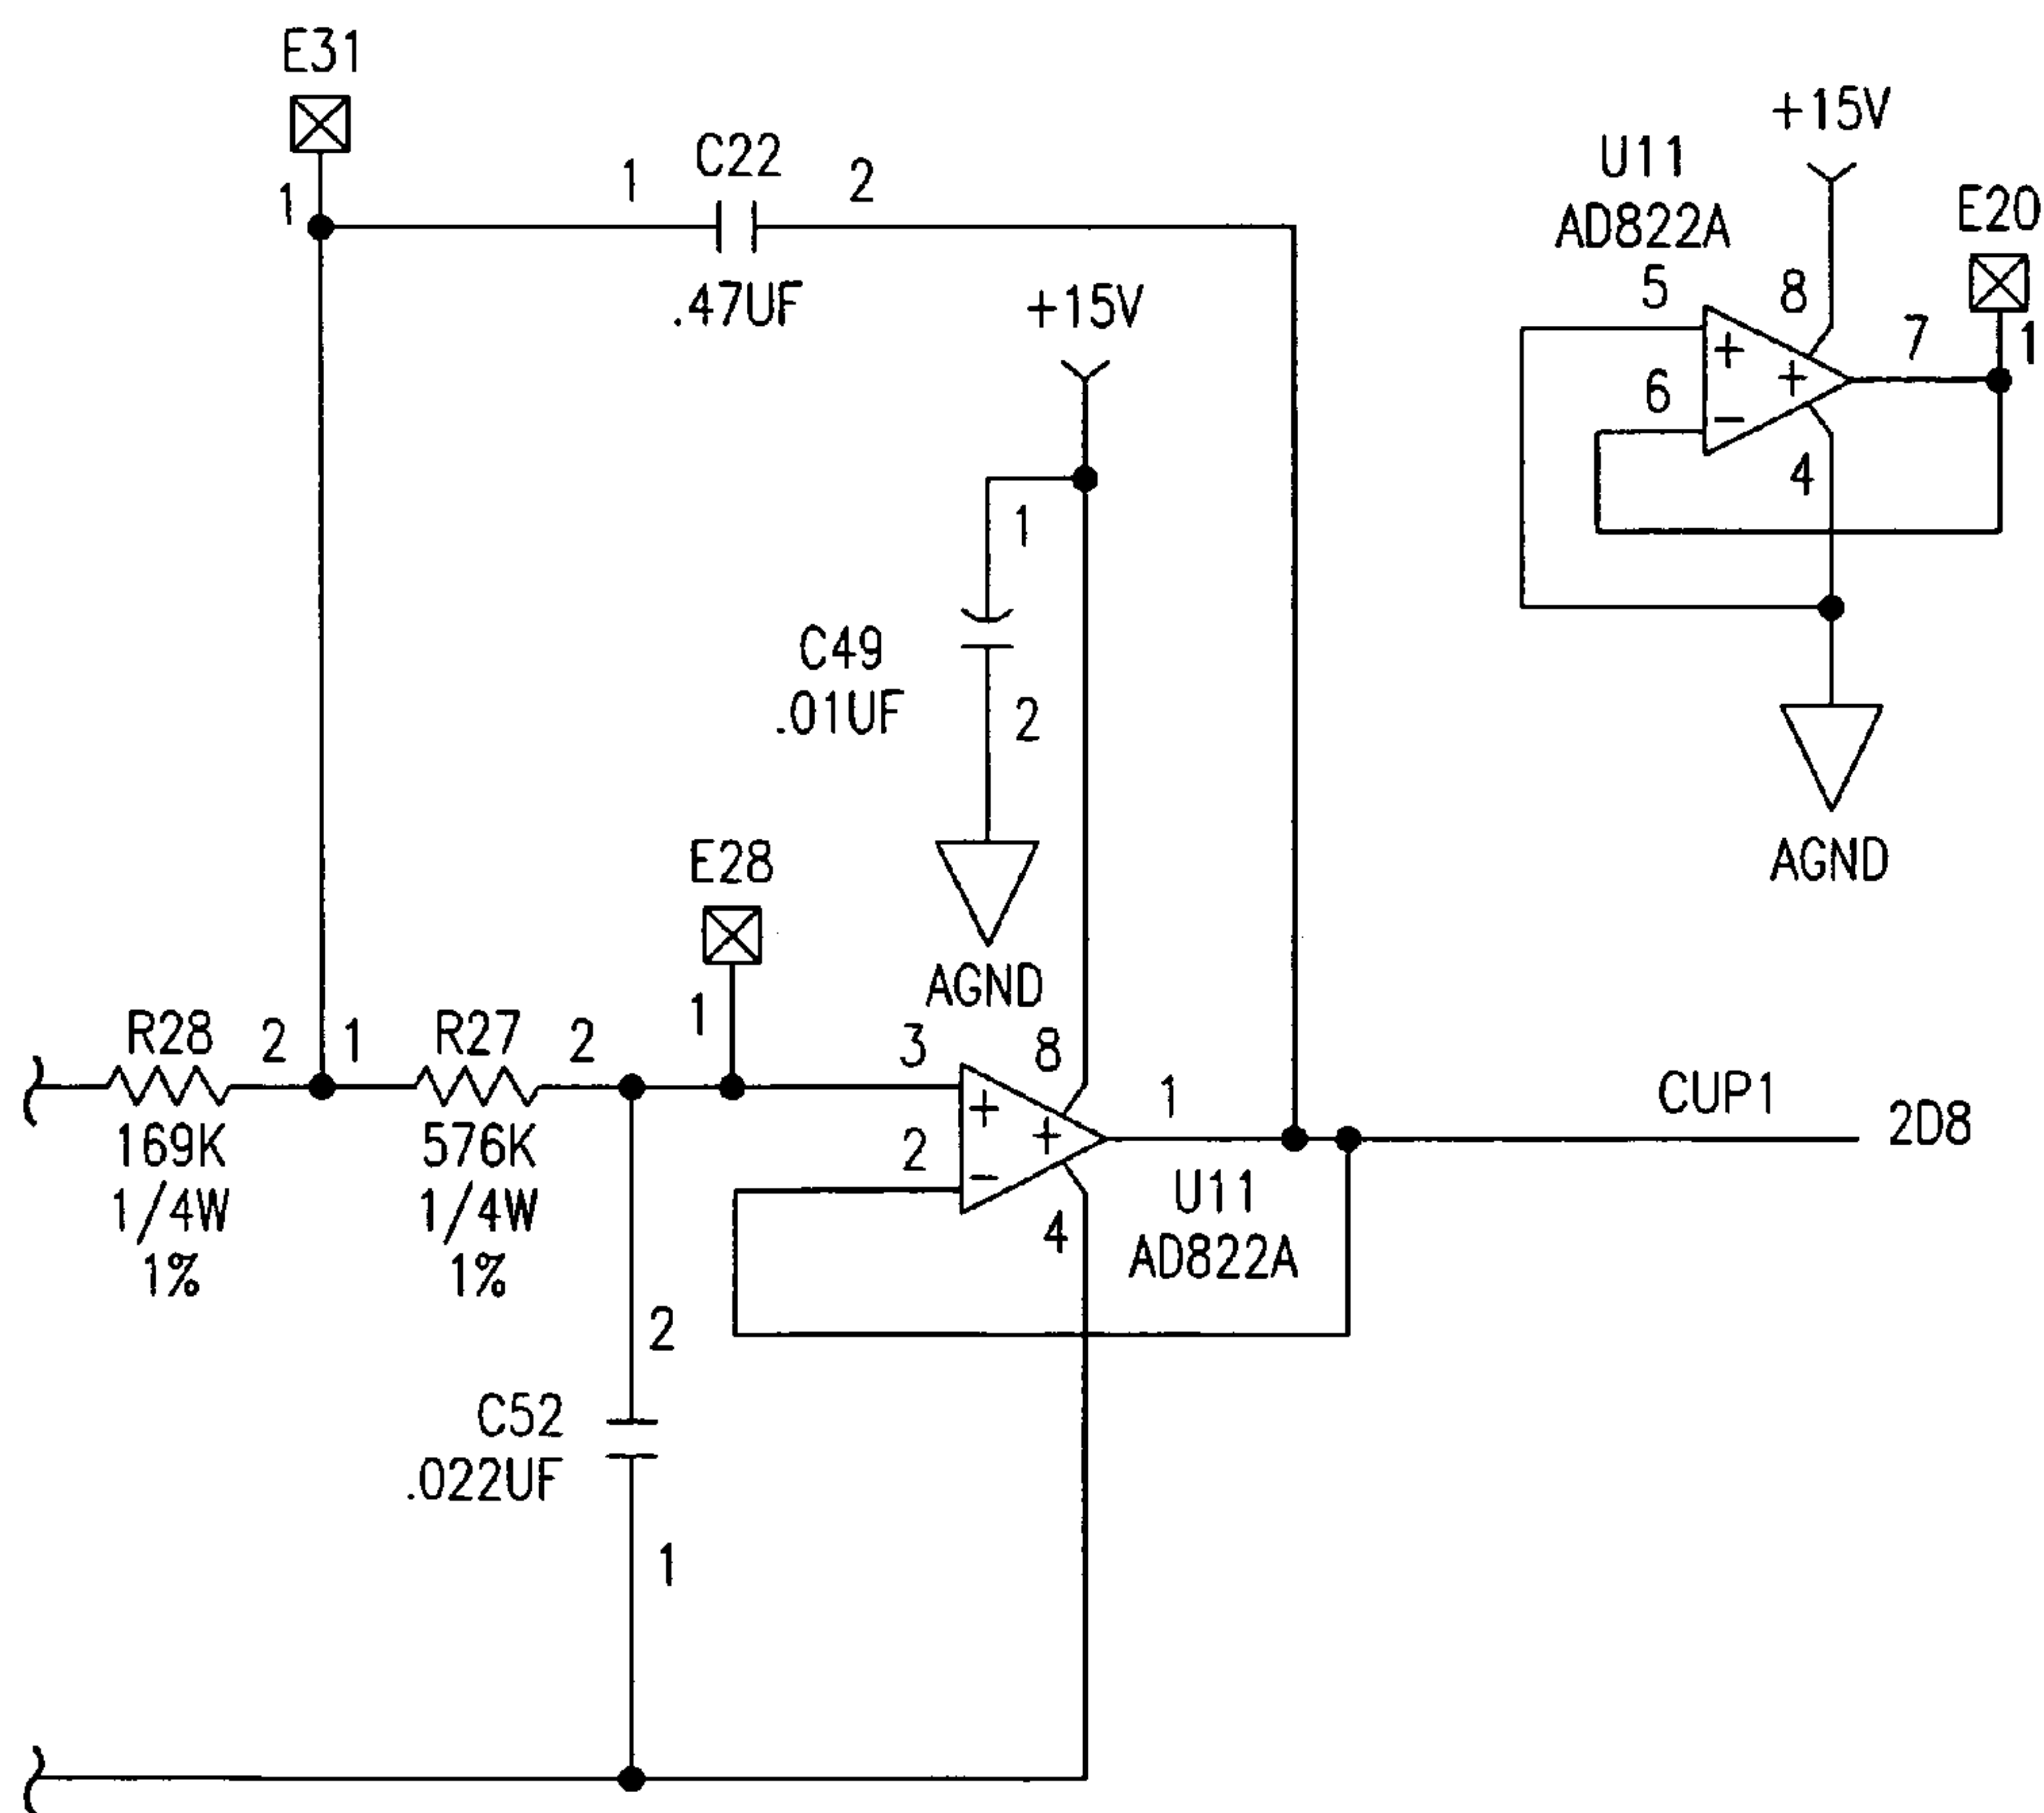 E31
1
1
C22
2
.47UF
+15V
U11
AD822A
+15V
E20
5
8
7
1
6
4
+
−
+
AGND
1
C49
.01UF
2
AGND
E28
1
R28
2
1
R27
2
169K
1/4W
1%
576K
1/4W
1%
3
8
1
2
4
+
−
+
U11
AD822A
CUP1
2D8
2
C52
.022UF
1